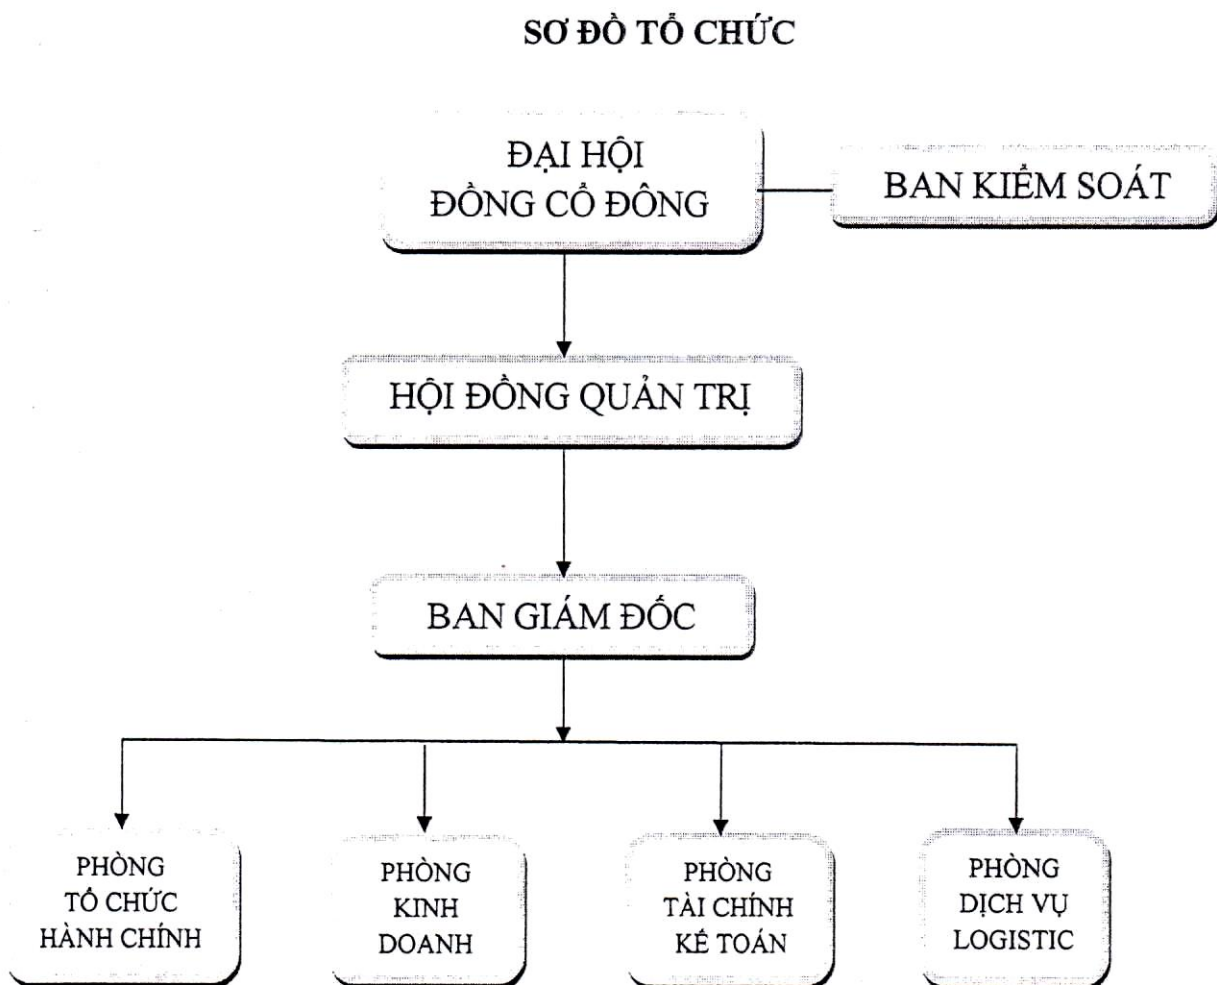 SƠ ĐỒ TỔ CHỨC
ĐẠI HỘI
ĐỒNG CỔ ĐÔNG
BAN KIỂM SOÁT
HỘI ĐỒNG QUẢN TRỊ
BAN GIÁM ĐỐC
PHÒNG
TỔ CHỨC
HÀNH CHÍNH
PHÒNG
KINH
DOANH
PHÒNG
TÀI CHÍNH
KẾ TOÁN
PHÒNG
DỊCH VỤ
LOGISTIC